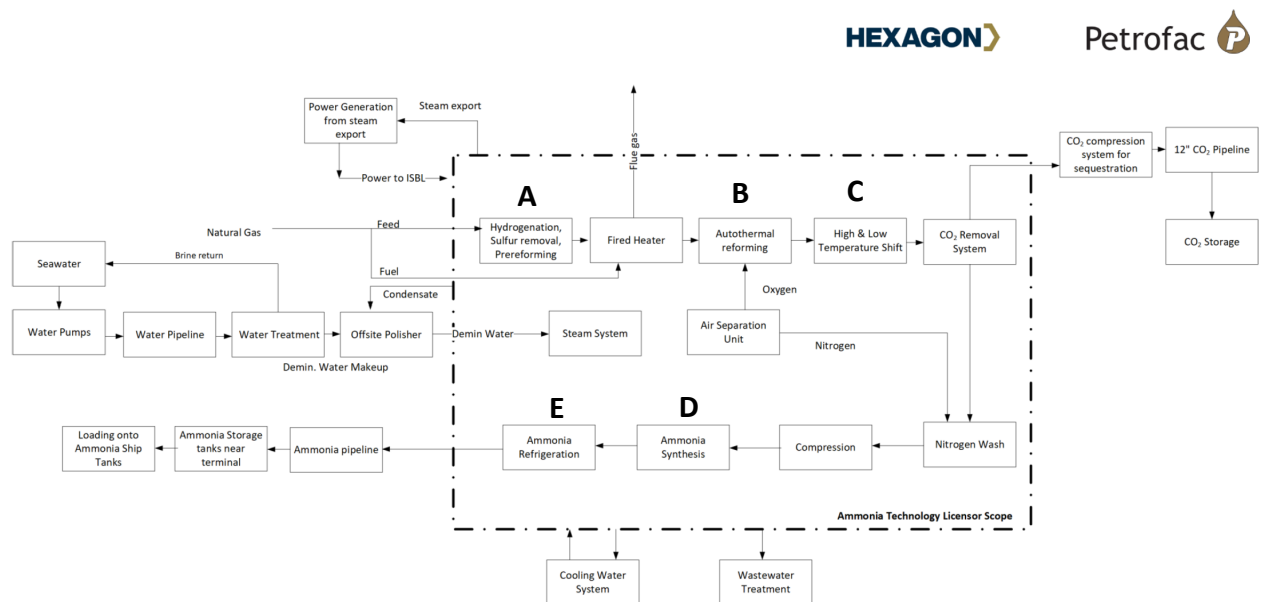 HEXAGON
Petrofac
Power Generation
from steam
export
Steam export
Flue gas
CO₂ compression
system for
sequestration
12" CO₂ Pipeline
Power to ISBL
A
B
C
Natural Gas
Feed
Hydrogenation,
Sulfur removal,
Prereforming
Fired Heater
Autothermal
reforming
High & Low
Temperature Shift
CO₂ Removal
System
CO₂ Storage
Seawater
Brine return
Fuel
Condensate
Oxygen
Water Pumps
Water Pipeline
Water Treatment
Offsite Polisher
Demin Water
Steam System
Air Separation
Unit
Nitrogen
Demin. Water Makeup
E
D
Loading onto
Ammonia Ship
Tanks
Ammonia Storage
tanks near
terminal
Ammonia pipeline
Ammonia
Refrigeration
Ammonia
Synthesis
Compression
Nitrogen Wash
Ammonia Technology Licensor Scope
Cooling Water
System
Wastewater
Treatment